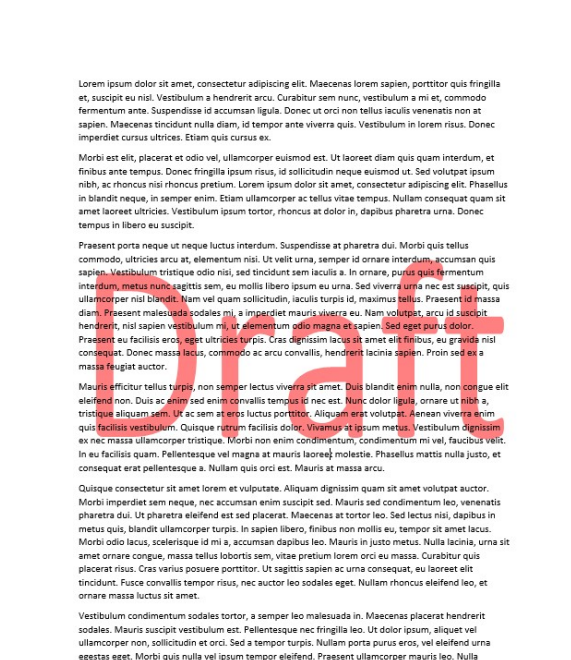 Lorem ipsum dolor sit amet, consectetur adipiscing elit. Maecenas lorem sapien, porttitor quis fringilla
et, suscipit eu nisl. Vestibulum a hendrerit arcu. Curabitur sem nunc, vestibulum a mi et, commodo
fermentum ante. Suspendisse id accumsan ligula. Donec ut orci non tellus iaculis venenatis non at
sapien. Maecenas tincidunt nulla diam, id tempor ante viverra quis. Vestibulum in lorem risus. Donec
imperdiet cursus ultrices. Etiam quis cursus ex.
Morbi est elit, placerat et odio vel, ullamcorper euismod est. Ut laoreet diam quis quam interdum, et
finibus ante tempus. Donec fringilla ipsum risus, id sollicitudin neque euismod ut. Sed volutpat ipsum
nibh, ac rhoncus nisi rhoncus pretium. Lorem ipsum dolor sit amet, consectetur adipiscing elit. Phasellus
in blandit neque, in semper enim. Etiam ullamcorper ac tellus vitae tempus. Nullam consequat quam sit
amet laoreet ultricies. Vestibulum ipsum tortor, rhoncus at dolor in, dapibus pharetra urna. Donec
tempus in libero eu suscipit.
Praesent porta neque ut neque luctus interdum. Suspendisse at pharetra dui. Morbi quis tellus
commodo, ultricies arcu at, elementum nisi. Ut velit urna, semper id ornare interdum, accumsan quis
sapien. Vestibulum tristique odio nisi, sed tincidunt sem iaculis a. In ornare, purus quis fermentum
interdum, metus nunc sagittis sem, eu mollis libero ipsum eu urna. Sed viverra urna nec est suscipit, quis
ullamcorper nisl blandit. Nam vel quam sollicitudin, iaculis turpis id, maximus tellus. Praesent id massa
diam. Praesent malesuada sodales mi, a imperdiet mauris viverra eu. Nam volutpat, arcu id suscipit
hendrerit, nisl sapien vestibulum mi, ut elementum odio magna et sapien. Sed eget purus dolor.
Praesent eu facilisis eros, eget ultricies turpis. Cras dignissim lacus sit amet elit finibus, eu gravida nisl
consequat. Donec massa lacus, commodo ac arcu convallis, hendrerit lacinia sapien. Proin sed ex a
massa feugiat auctor.
Draft
Mauris efficitur tellus turpis, non semper lectus viverra sit amet. Duis blandit enim nulla, non congue elit
eleifend non. Duis ac enim sed enim convallis tempus id nec est. Nunc dolor ligula, ornare ut nibh a,
tristique aliquam sem. Ut ac sem at eros luctus porttitor. Aliquam erat volutpat. Aenean viverra enim
quis facilisis vestibulum. Quisque rutrum facilisis dolor. Vivamus at ipsum metus. Vestibulum dignissim
ex nec massa ullamcorper tristique. Morbi non enim condimentum, condimentum mi vel, faucibus velit.
In eu facilisis quam. Pellentesque vel magna at mauris laoreet molestie. Phasellus mattis nulla justo, et
consequat erat pellentesque a. Nullam quis orci est. Mauris at massa arcu.
Quisque consectetur sit amet lorem et vulputate. Aliquam dignissim quam sit amet volutpat auctor.
Morbi imperdiet sem neque, nec accumsan enim suscipit sed. Mauris sed condimentum leo, venenatis
pharetra dui. Ut pharetra eleifend est sed placerat. Maecenas at tortor leo. Sed lectus nisi, dapibus in
metus quis, blandit ullamcorper turpis. In sapien libero, finibus non mollis eu, tempor sit amet lacus.
Morbi odio lacus, scelerisque id mi a, accumsan dapibus leo. Mauris in justo metus. Nulla lacinia, urna sit
amet ornare congue, massa tellus lobortis sem, vitae pretium lorem orci eu massa. Curabitur quis
placerat risus. Cras varius posuere porttitor. Ut sagittis sapien ac urna consequat, eu laoreet elit
tincidunt. Fusce convallis tempor risus, nec auctor leo sodales eget. Nullam rhoncus eleifend leo, et
ornare massa luctus sit amet.
Vestibulum condimentum sodales tortor, a semper leo malesuada in. Maecenas placerat hendrerit
sodales. Mauris suscipit vestibulum est. Pellentesque nec fringilla leo. Ut dolor ipsum, aliquet vel
ullamcorper non, sollicitudin et orci. Sed a tempor turpis. Nullam porta purus eros, vel eleifend urna
egestas eget. Morbi quis nulla vel ipsum tempor eleifend. Praesent ullamcorper mauris leo. Nulla